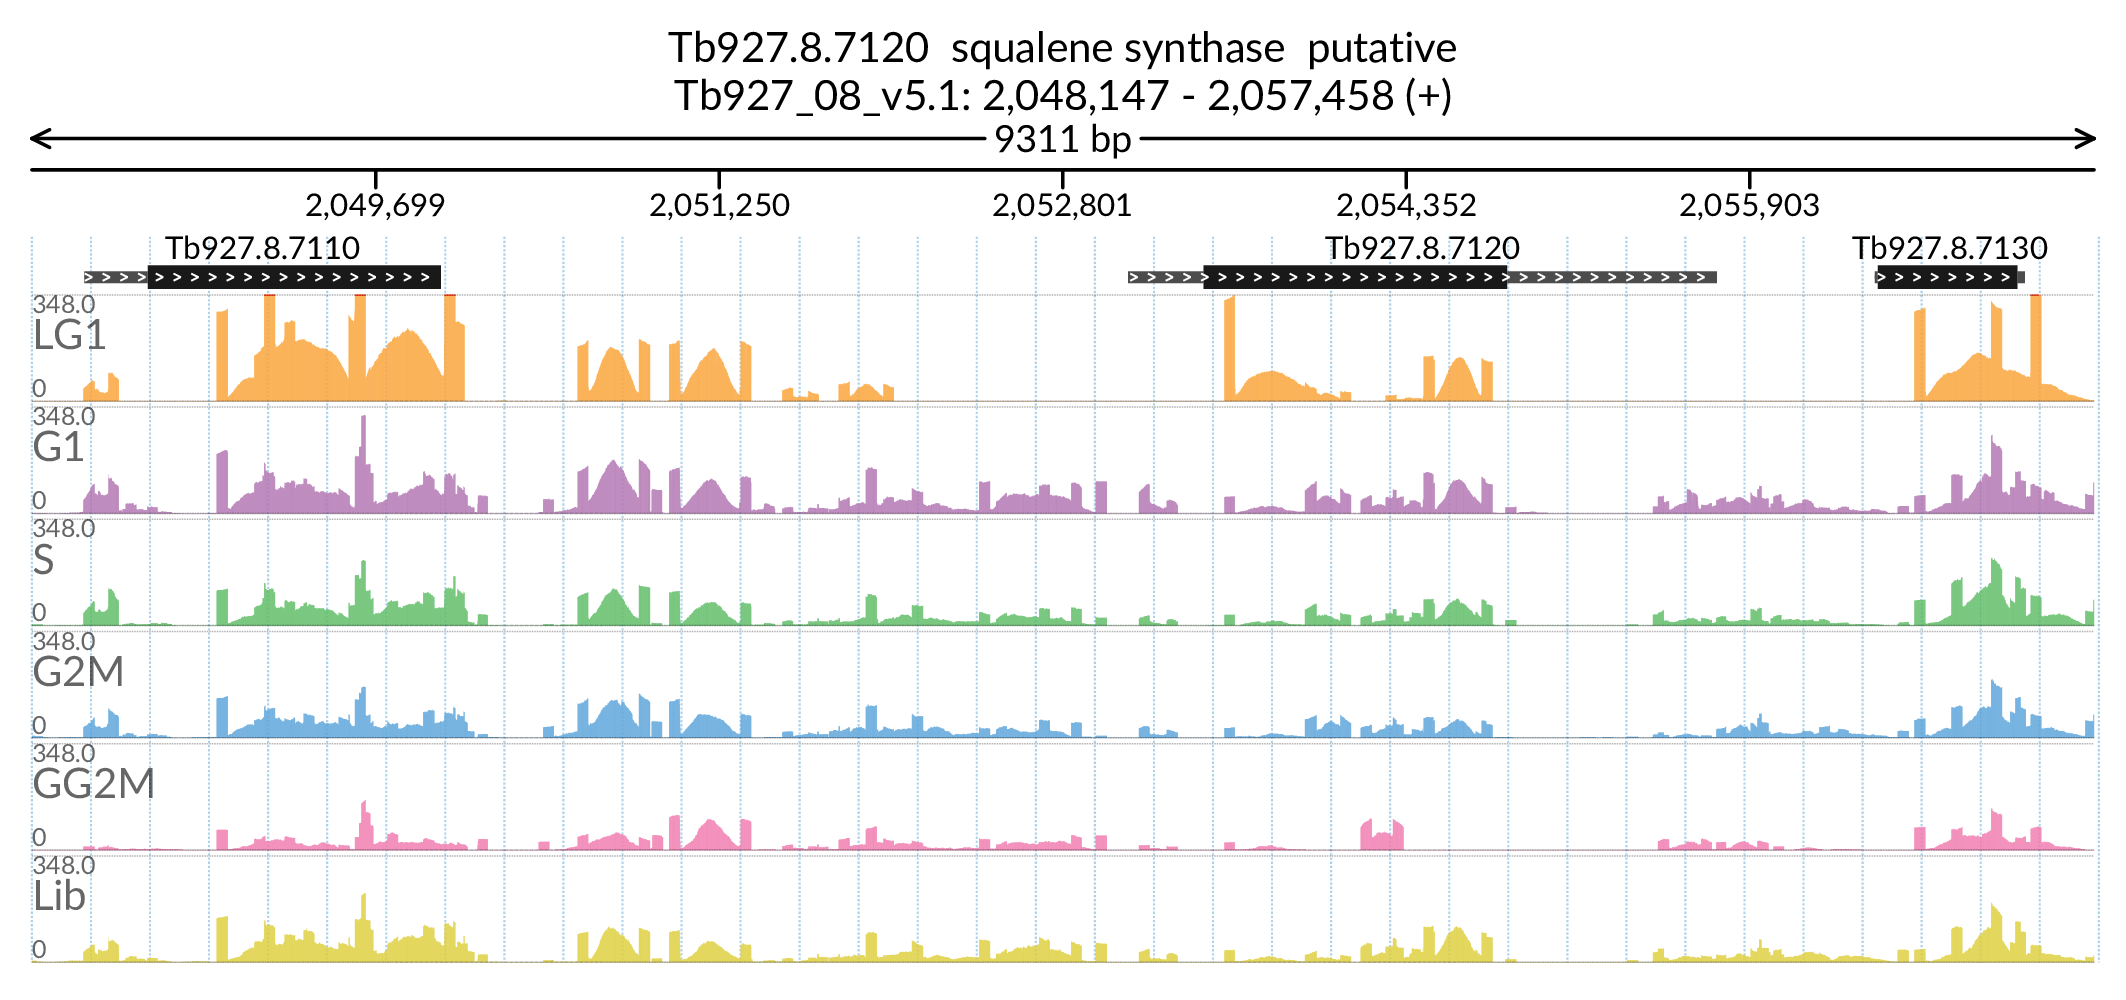 Tb927.8.7120 squalene synthase putative
Tb927_08_v5.1: 2,048,147 - 2,057,458 (+)
9311 bp
2,049,699 2,051,250 2,052,801 2,054,352 2,055,903
Tb927.8.7110 Tb927.8.7120 Tb927.8.7130
348.0
LG1
0
348.0
G1
0
348.0
S
0
348.0
G2M
0
348.0
GG2M
0
348.0
Lib
0